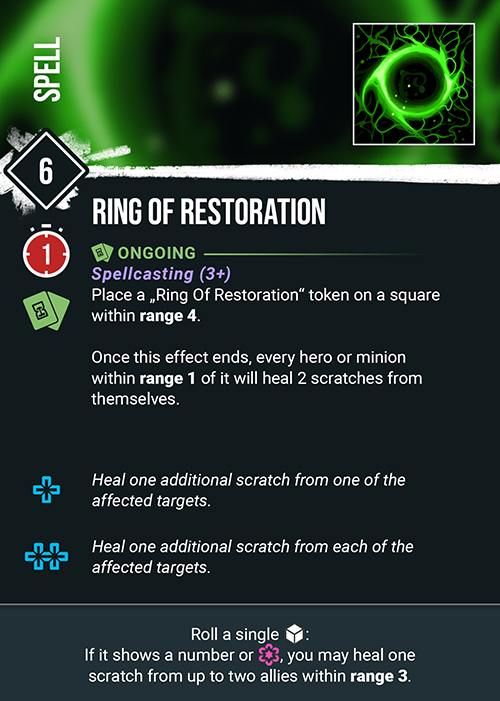 SPELL
6
RING OF RESTORATION
1
ONGOING
Spellcasting (3+)
Place a „Ring Of Restoration“ token on a square
within range 4.
Once this effect ends, every hero or minion
within range 1 of it will heal 2 scratches from
themselves.
Heal one additional scratch from one of the
affected targets.
Heal one additional scratch from each of the
affected targets.
Roll a single :
If it shows a number or , you may heal one
scratch from up to two allies within range 3.